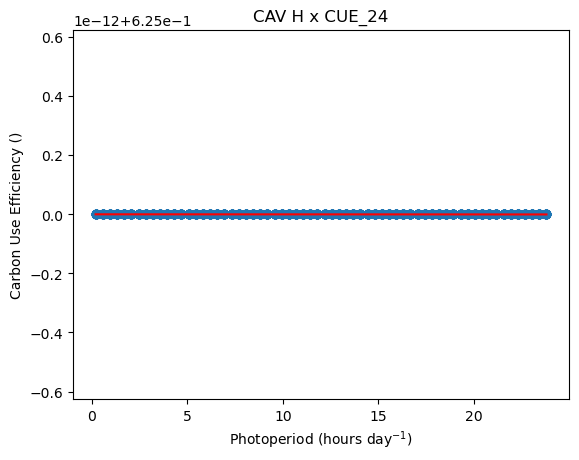 CAV H x CUE_24
1e-12+6.25e-1
0.6
0.4
0.2
0.0
−0.2
−0.4
−0.6
Carbon Use Efficiency ()
0 5 10 15 20
Photoperiod (hours day⁻¹)